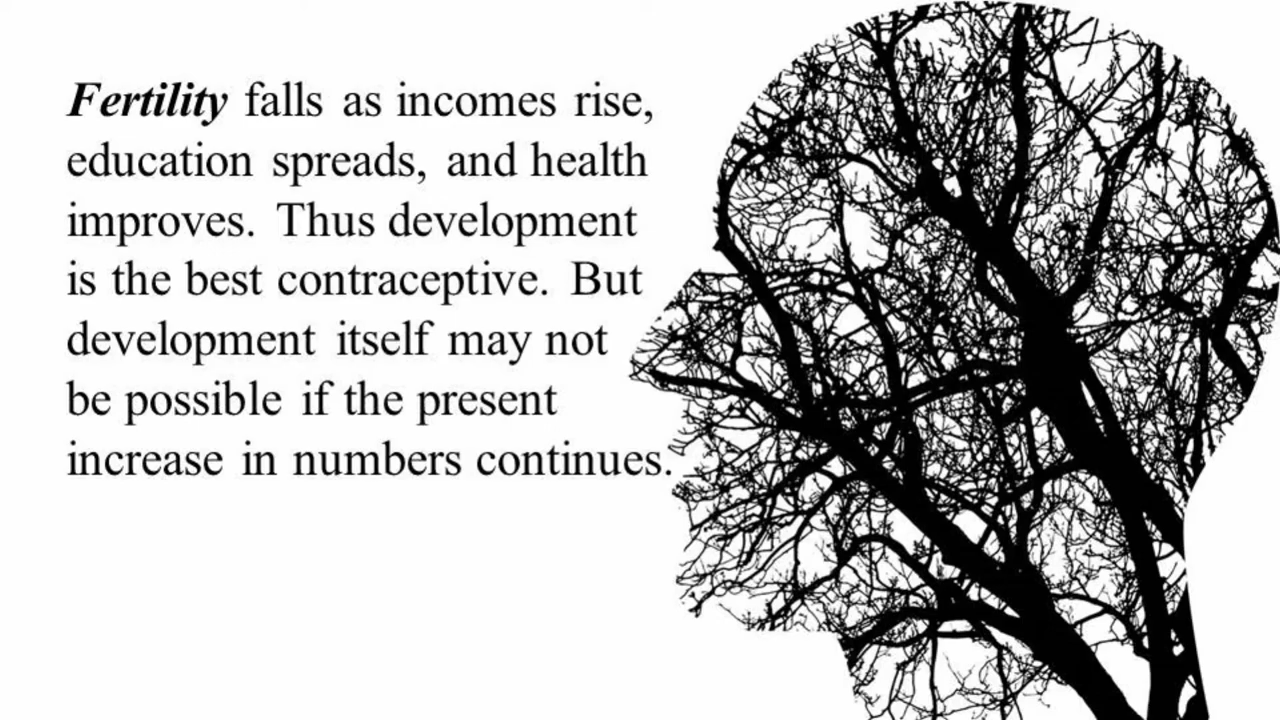 Fertility falls as incomes rise,
education spreads, and health
improves. Thus development
is the best contraceptive. But
development itself may not
be possible if the present
increase in numbers continues.